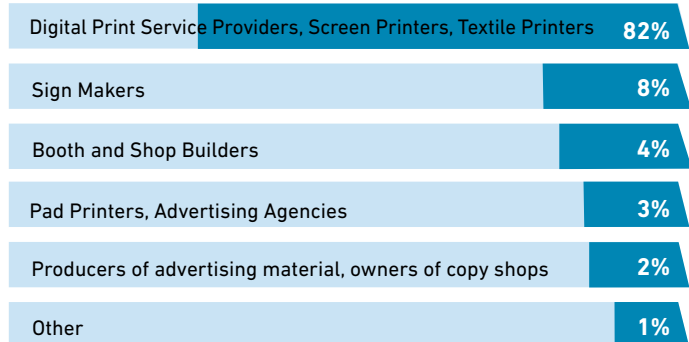 Digital Print Service Providers, Screen Printers, Textile Printers 82%
Sign Makers 8%
Booth and Shop Builders 4%
Pad Printers, Advertising Agencies 3%
Producers of advertising material, owners of copy shops 2%
Other 1%